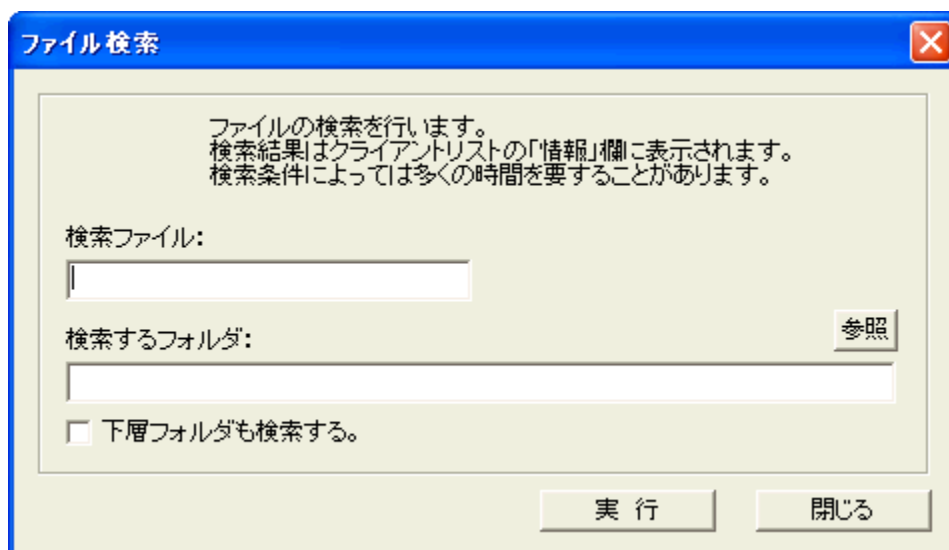 ファイル検索
ファイルの検索を行います。
検索結果はクライアントリストの「情報」欄に表示されます。
検索条件によっては多くの時間を要することがあります。
検索ファイル:
検索するフォルダ:
参照
下層フォルダも検索する。
実 行
閉じる